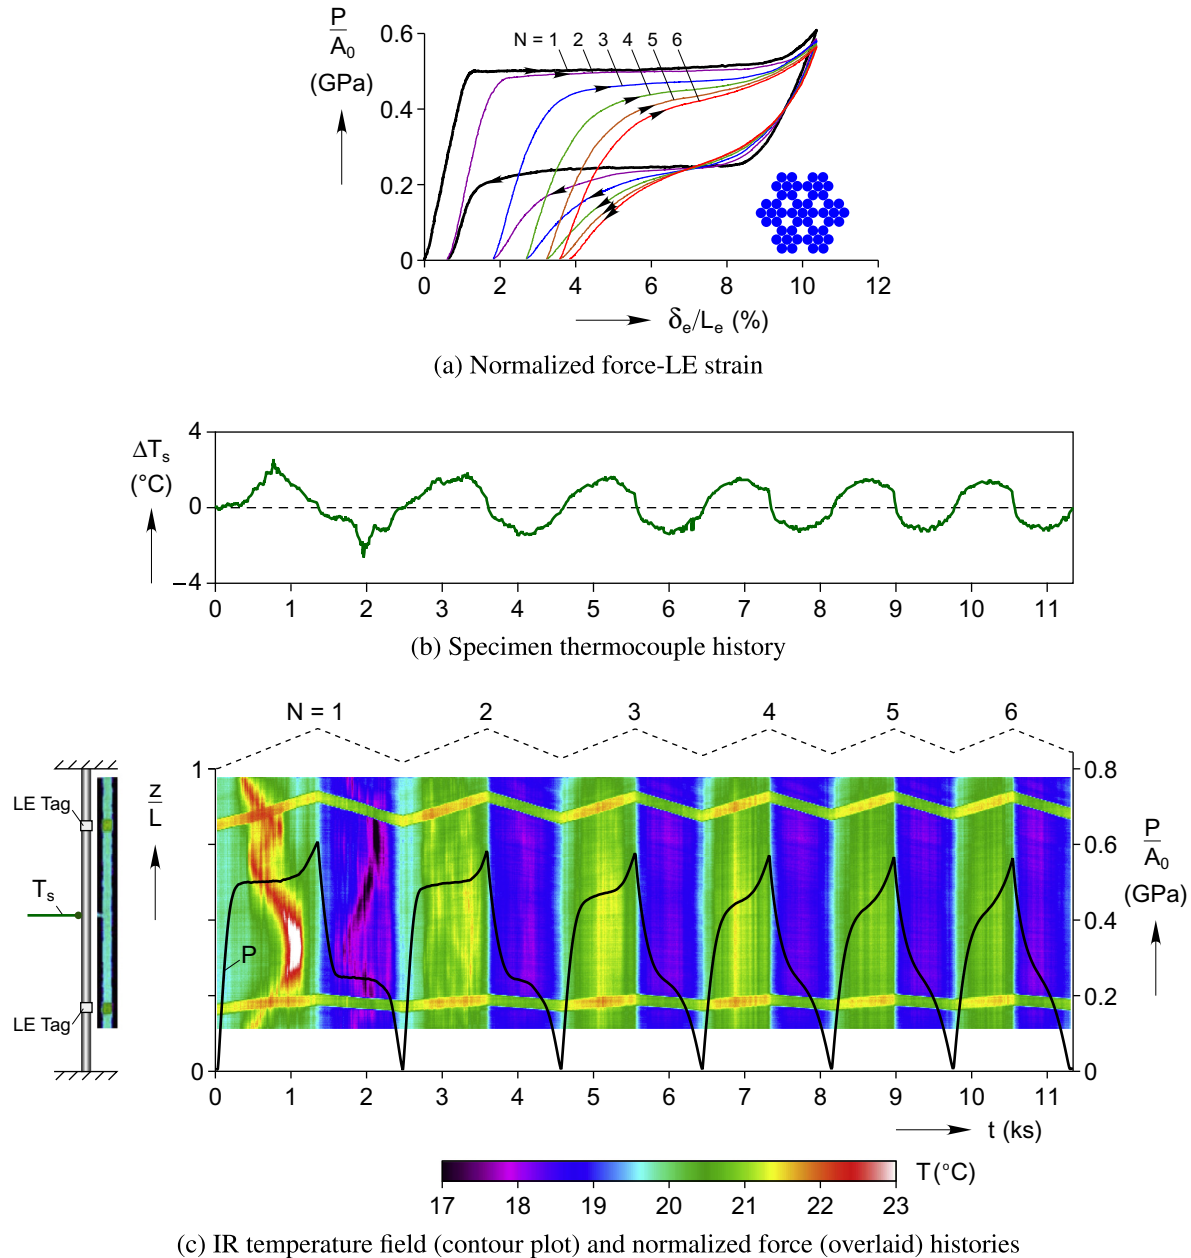 P
A0
(GPa)
0.6
0.4
0.2
0
N = 1 2 3 4 5 6
0 2 4 6 8 10 12
δe/Le (%)
(a) Normalized force-LE strain
4
ΔTs
(°C)
0
−4
0 1 2 3 4 5 6 7 8 9 10 11
(b) Specimen thermocouple history
N = 1 2 3 4 5 6
1
z
L
0
LE Tag
Ts
LE Tag
P
0.8
0.6
0.4
0.2
0
P
A0
(GPa)
0 1 2 3 4 5 6 7 8 9 10 11
t (ks)
T (°C)
17 18 19 20 21 22 23
(c) IR temperature field (contour plot) and normalized force (overlaid) histories